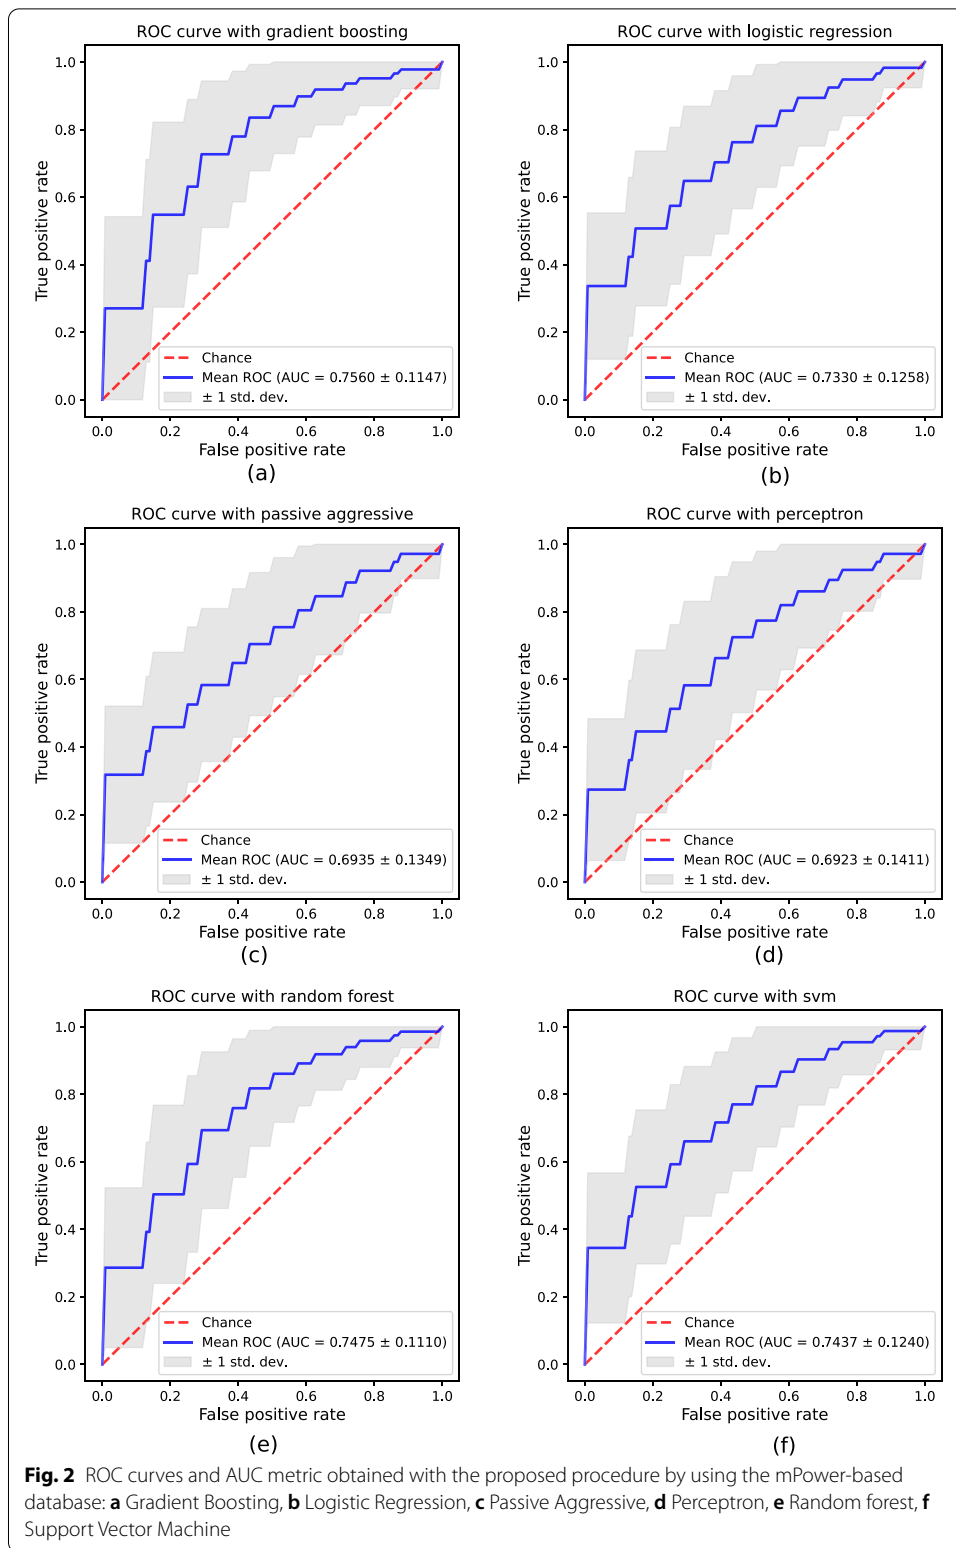 ROC curve with gradient boosting
1.0
0.8
0.6
0.4
0.2
0.0
True positive rate
Chance
Mean ROC (AUC = 0.7560 ± 0.1147)
± 1 std. dev.
0.0 0.2 0.4 0.6 0.8 1.0
False positive rate
(a)
ROC curve with logistic regression
1.0
0.8
0.6
0.4
0.2
0.0
True positive rate
Chance
Mean ROC (AUC = 0.7330 ± 0.1258)
± 1 std. dev.
0.0 0.2 0.4 0.6 0.8 1.0
False positive rate
(b)
ROC curve with passive aggressive
1.0
0.8
0.6
0.4
0.2
0.0
True positive rate
Chance
Mean ROC (AUC = 0.6935 ± 0.1349)
± 1 std. dev.
0.0 0.2 0.4 0.6 0.8 1.0
False positive rate
(c)
ROC curve with perceptron
1.0
0.8
0.6
0.4
0.2
0.0
True positive rate
Chance
Mean ROC (AUC = 0.6923 ± 0.1411)
± 1 std. dev.
0.0 0.2 0.4 0.6 0.8 1.0
False positive rate
(d)
ROC curve with random forest
1.0
0.8
0.6
0.4
0.2
0.0
True positive rate
Chance
Mean ROC (AUC = 0.7475 ± 0.1110)
± 1 std. dev.
0.0 0.2 0.4 0.6 0.8 1.0
False positive rate
(e)
ROC curve with svm
1.0
0.8
0.6
0.4
0.2
0.0
True positive rate
Chance
Mean ROC (AUC = 0.7437 ± 0.1240)
± 1 std. dev.
0.0 0.2 0.4 0.6 0.8 1.0
False positive rate
(f)
Fig. 2 ROC curves and AUC metric obtained with the proposed procedure by using the mPower-based
database: a Gradient Boosting, b Logistic Regression, c Passive Aggressive, d Perceptron, e Random forest, f
Support Vector Machine